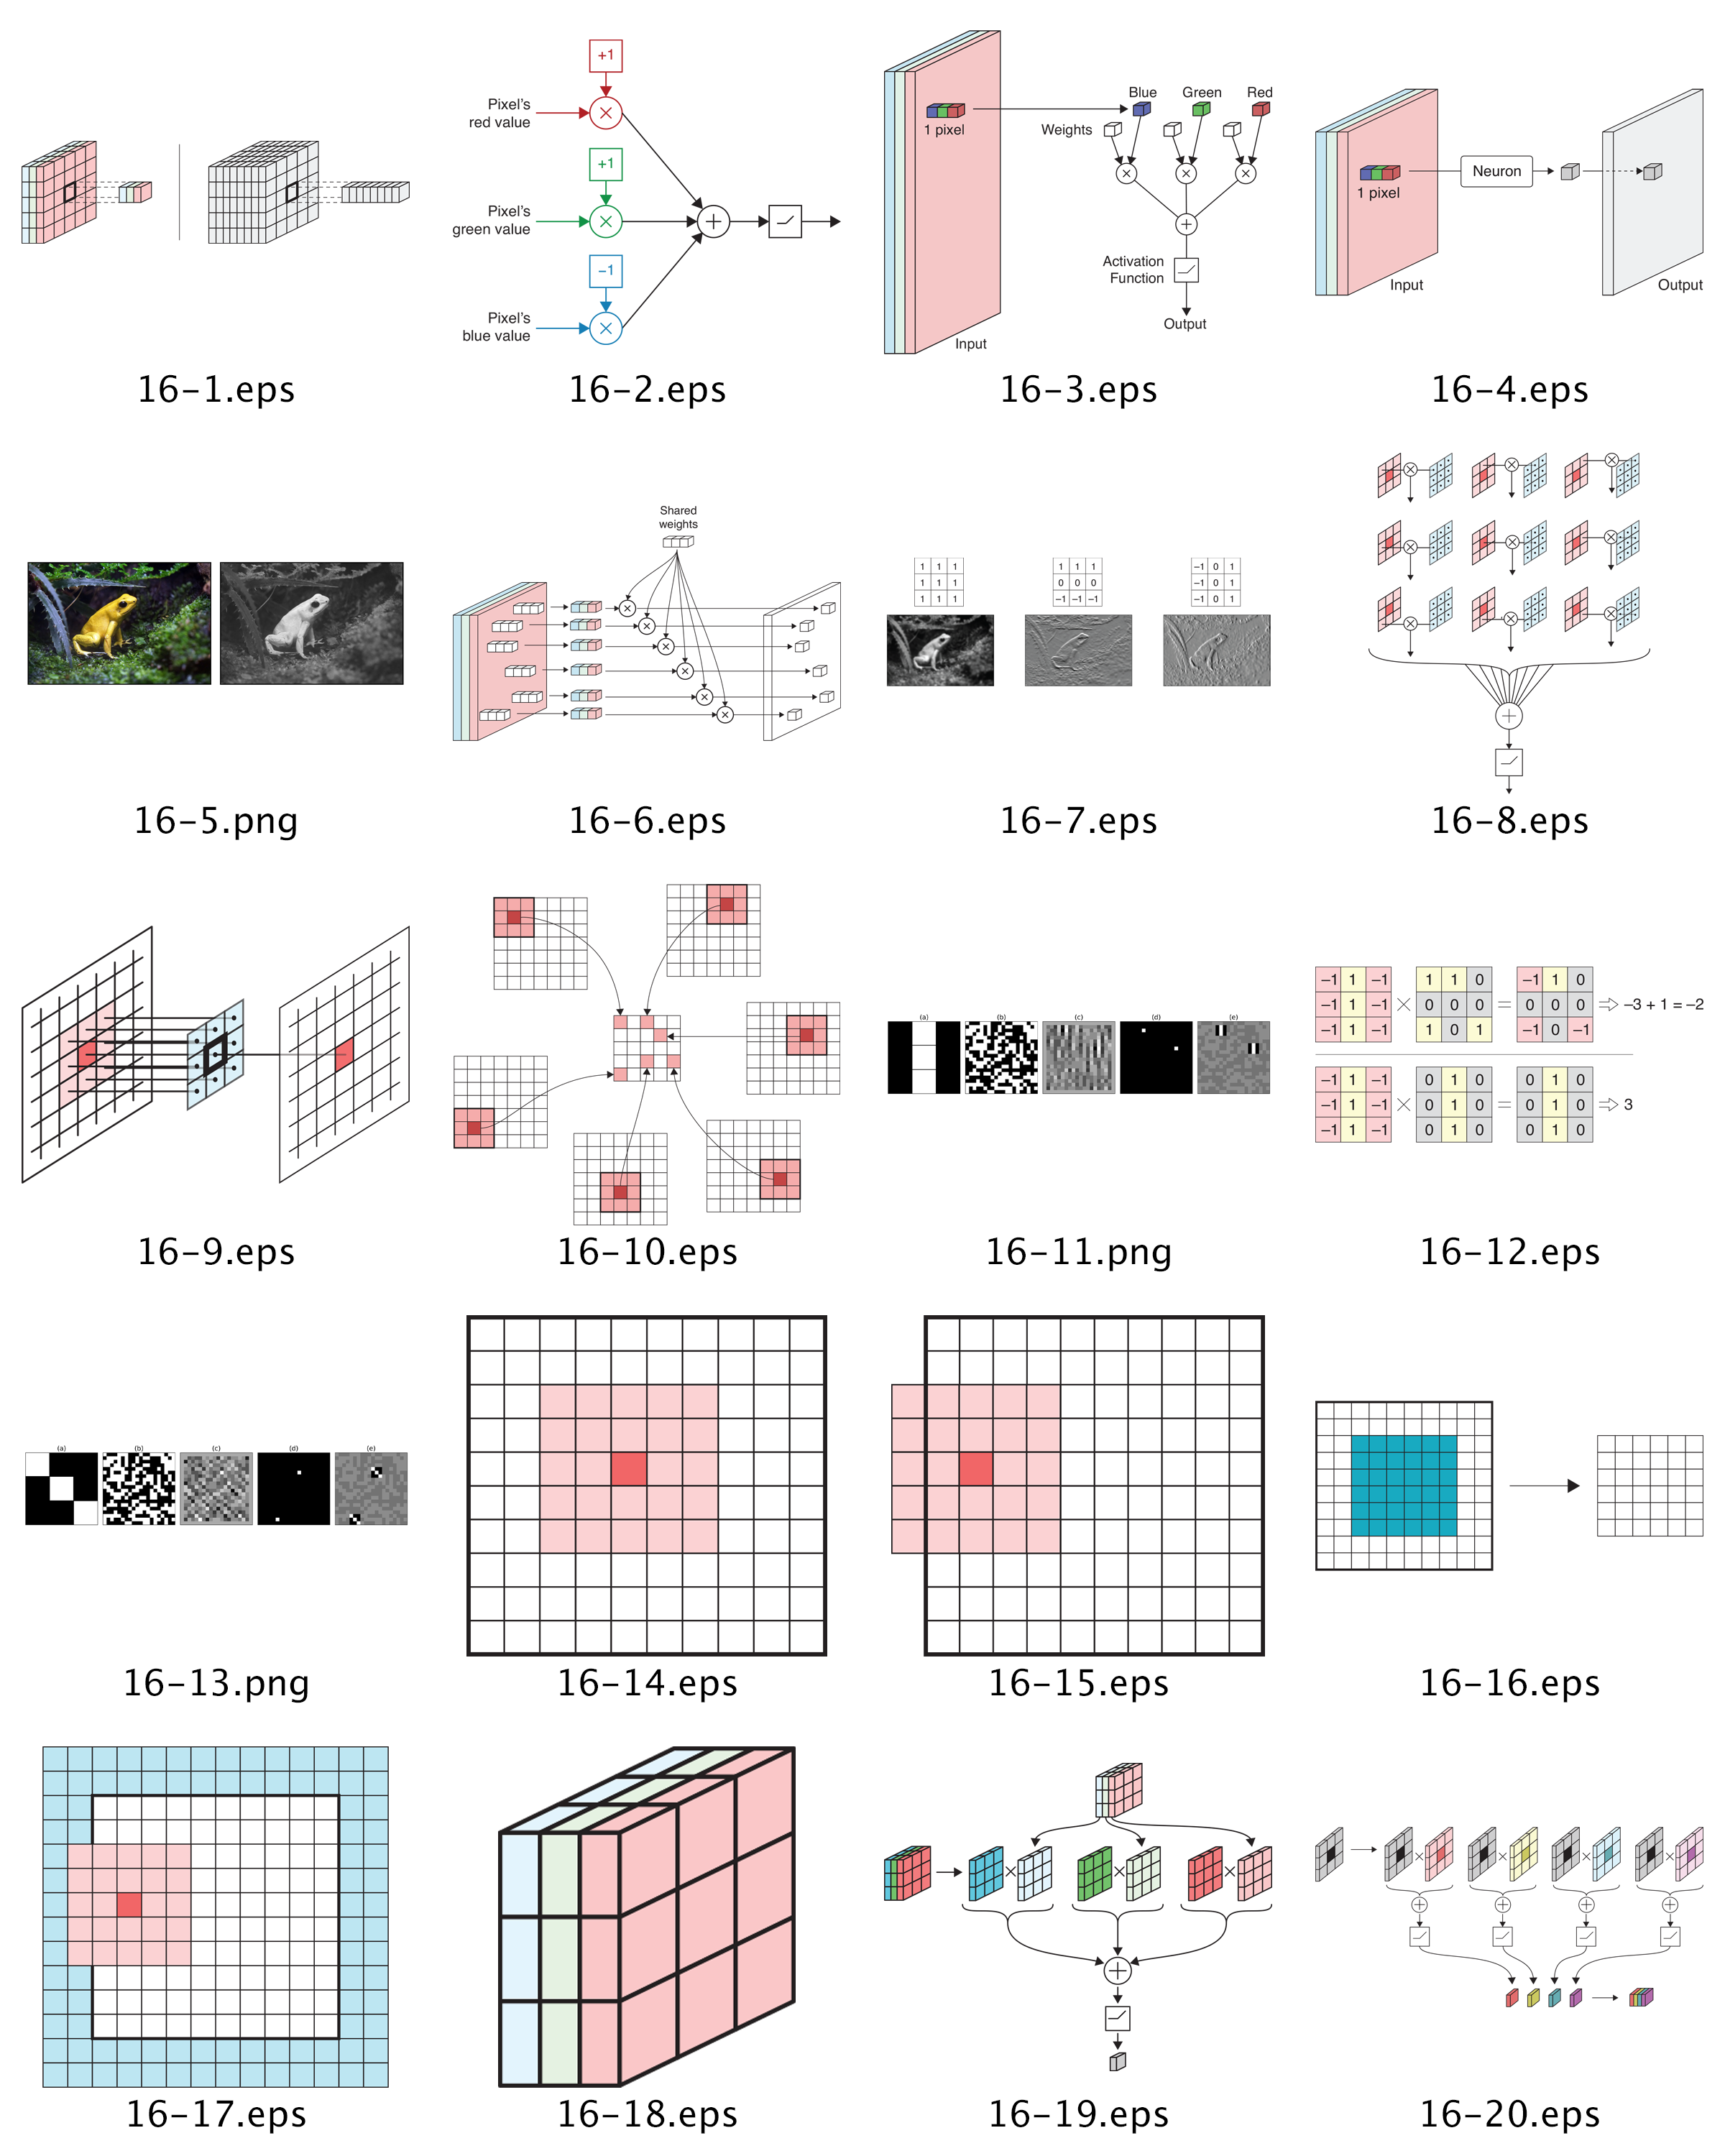 +1
Pixel's
red value
×
+1
Pixel's
green value
×
+
−1
Pixel's
blue value
×
1 pixel
Blue
Green
Red
Weights
×
×
×
+
Activation
Function
Output
Input
1 pixel
Neuron
Input
Output
16-1.eps
16-2.eps
16-3.eps
16-4.eps
Shared
weights
1 1 1
1 1 1
1 1 1
1 1 1
0 0 0
−1 −1 −1
−1 0 1
−1 0 1
−1 0 1
16-5.png
16-6.eps
16-7.eps
16-8.eps
(a) (b) (c) (d) (e)
−1 1 −1 1 1 0 −1 1 0
−1 1 −1 × 0 0 0 = 0 0 0 ⇒ −3 + 1 = −2
−1 1 −1 1 0 1 −1 0 −1
−1 1 −1 0 1 0 0 1 0
−1 1 −1 × 0 1 0 = 0 1 0 ⇒ 3
−1 1 −1 0 1 0 0 1 0
16-9.eps
16-10.eps
16-11.png
16-12.eps
(a) (b) (c) (d) (e)
16-13.png
16-14.eps
16-15.eps
16-16.eps
× × ×
+
× × × ×
+ + + +
16-17.eps
16-18.eps
16-19.eps
16-20.eps